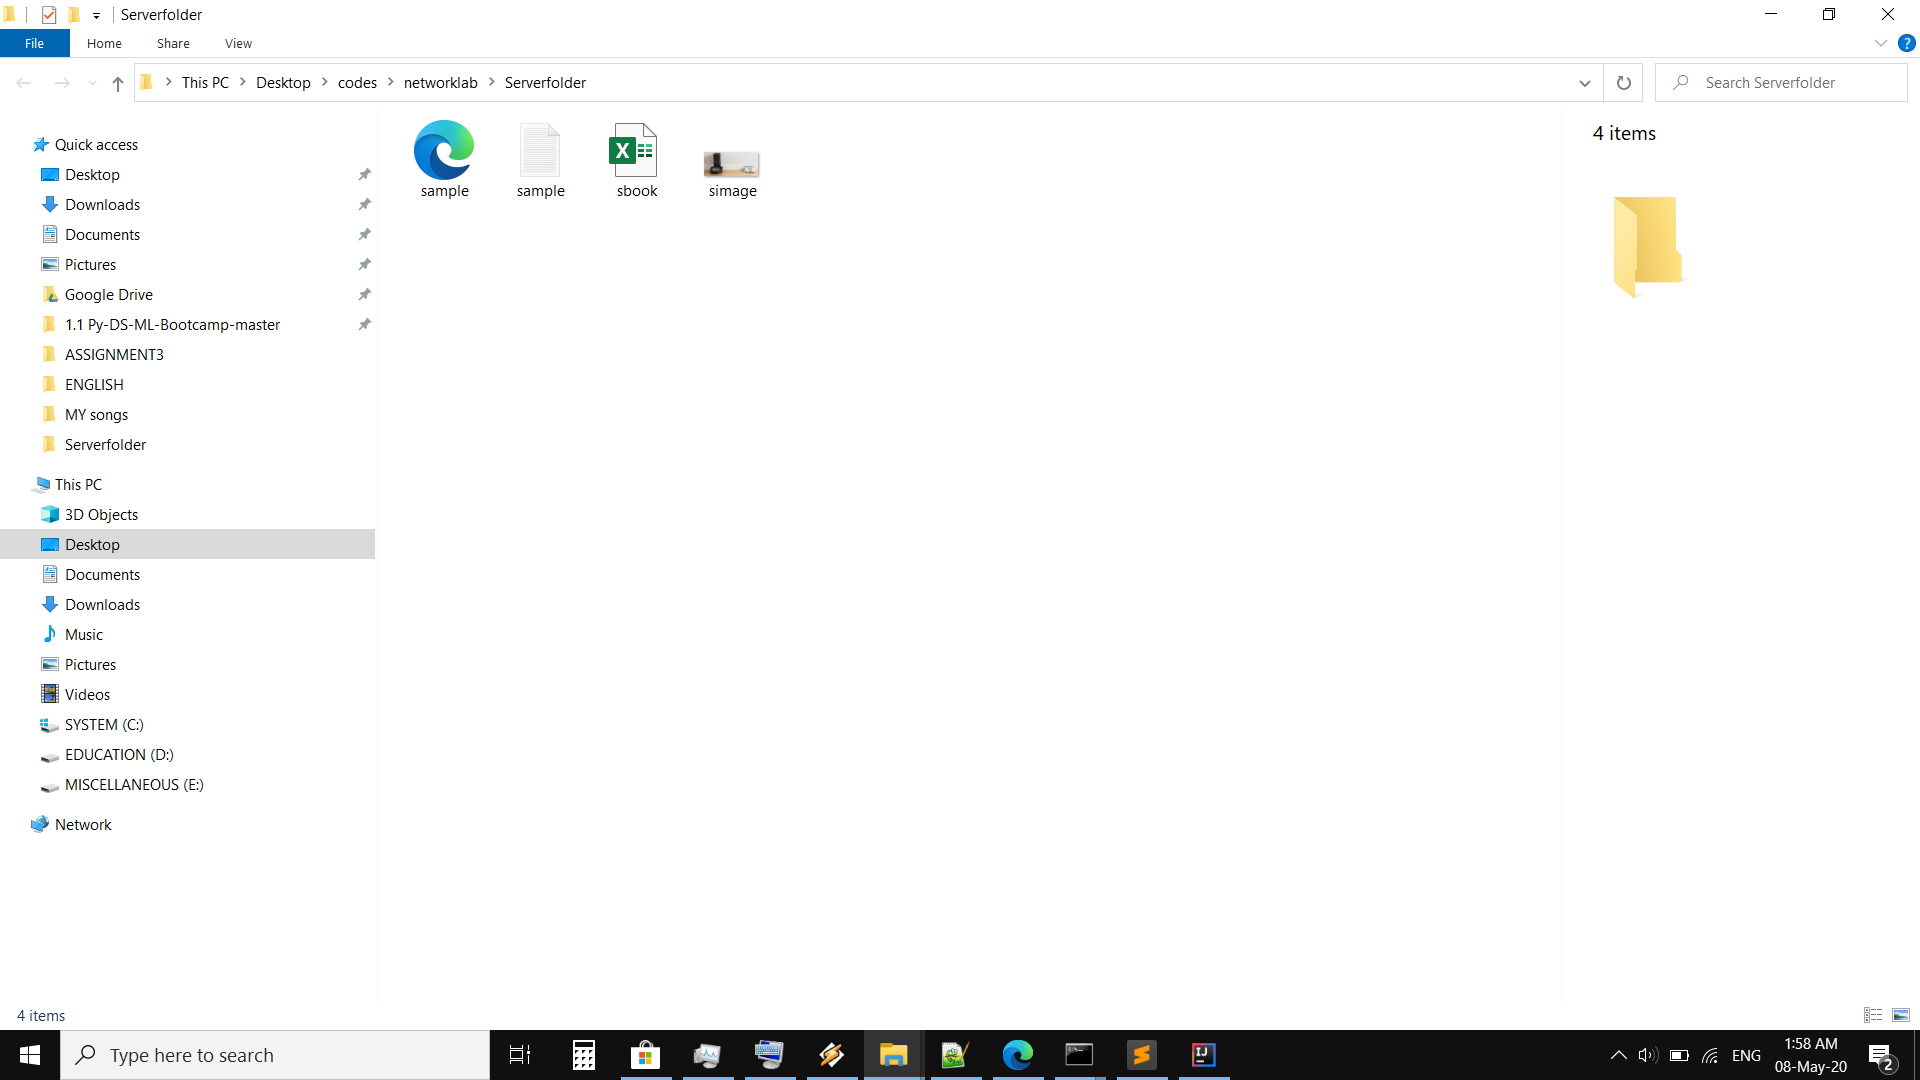 Serverfolder
File Home Share View
This PC Desktop codes networklab Serverfolder
Search Serverfolder
Quick access
Desktop
Downloads
Documents
Pictures
Google Drive
1.1 Py-DS-ML-Bootcamp-master
ASSIGNMENT3
ENGLISH
MY songs
Serverfolder
This PC
3D Objects
Desktop
Documents
Downloads
Music
Pictures
Videos
SYSTEM (C:)
EDUCATION (D:)
MISCELLANEOUS (E:)
Network
sample sample sbook simage
4 items
4 items
Type here to search
ENG
1:58 AM
08-May-20
2